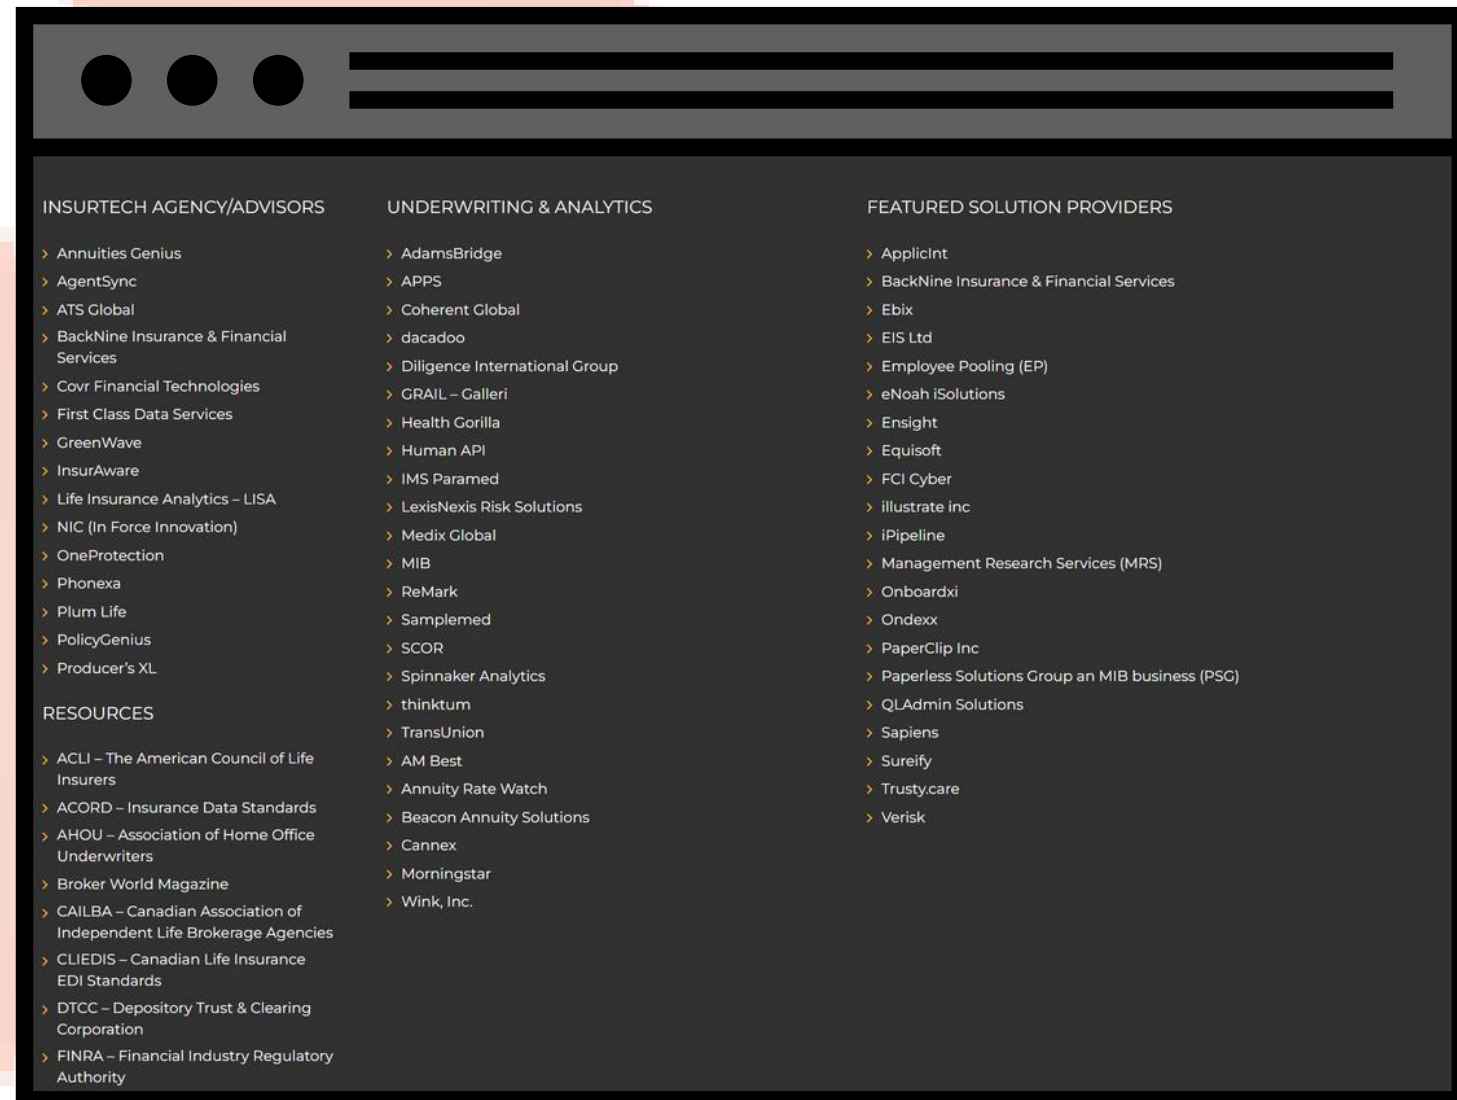 INSURTECH AGENCY/ADVISORS
Annuities Genius
AgentSync
ATS Global
BackNine Insurance & Financial
Services
Covr Financial Technologies
First Class Data Services
GreenWave
InsurAware
Life Insurance Analytics – LISA
NIC (In Force Innovation)
OneProtection
Phonexa
Plum Life
PolicyGenius
Producer’s XL
RESOURCES
ACLI – The American Council of Life
Insurers
ACORD – Insurance Data Standards
AHOU – Association of Home Office
Underwriters
Broker World Magazine
CAILBA – Canadian Association of
Independent Life Brokerage Agencies
CLIEDIS – Canadian Life Insurance
EDI Standards
DTCC – Depository Trust & Clearing
Corporation
FINRA – Financial Industry Regulatory
Authority
UNDERWRITING & ANALYTICS
AdamsBridge
APPS
Coherent Global
dacadoo
Diligence International Group
GRAIL – Galleri
Health Gorilla
Human API
IMS Paramed
LexisNexis Risk Solutions
Medix Global
MIB
ReMark
Samplemed
SCOR
Spinnaker Analytics
thinktum
TransUnion
AM Best
Annuity Rate Watch
Beacon Annuity Solutions
Cannex
Morningstar
Wink, Inc.
FEATURED SOLUTION PROVIDERS
ApplicInt
BackNine Insurance & Financial Services
Ebix
EIS Ltd
Employee Pooling (EP)
eNoah iSolutions
Ensight
Equisoft
FCI Cyber
illustrate inc
iPipeline
Management Research Services (MRS)
Onboardxi
Ondexx
PaperClip Inc
Paperless Solutions Group an MIB business (PSG)
QLAdmin Solutions
Sapiens
Sureify
Trusty.care
Verisk